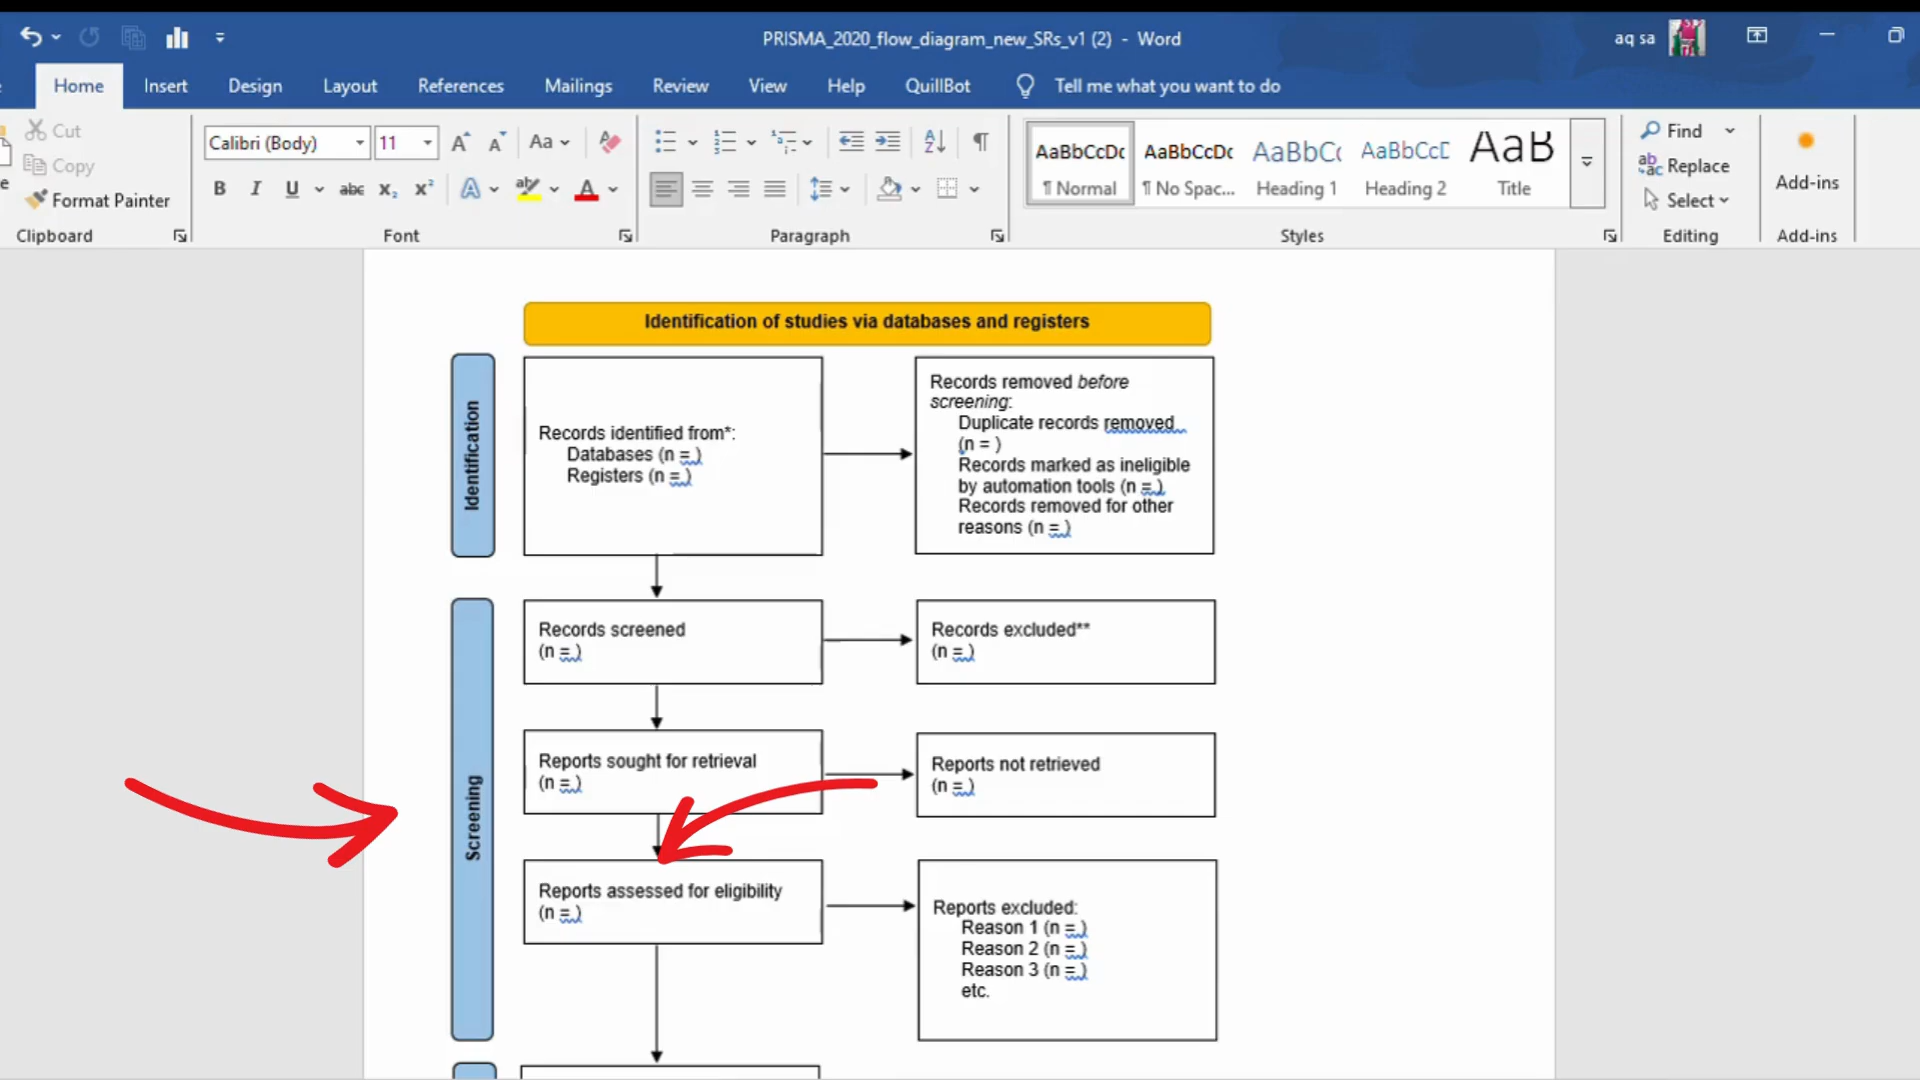 PRISMA_2020_flow_diagram_new_SRs_v1 (2) - Word
aq sa
Home Insert Design Layout References Mailings Review View Help QuillBot Tell me what you want to do
Cut
Copy
Format Painter
Clipboard
Calibri (Body) 11
Font
Paragraph
AaBbCcDc AaBbCcDc AaBbC AaBbCcD AaB
¶ Normal ¶ No Spac... Heading 1 Heading 2 Title
Styles
Find
Replace
Select
Editing
Add-ins
Add-ins
Identification of studies via databases and registers
Identification
Records identified from*:
Databases (n = )
Registers (n = )
Records removed before
screening:
Duplicate records removed
(n = )
Records marked as ineligible
by automation tools (n = )
Records removed for other
reasons (n = )
Screening
Records screened
(n = )
Records excluded**
(n = )
Reports sought for retrieval
(n = )
Reports not retrieved
(n = )
Reports assessed for eligibility
(n = )
Reports excluded:
Reason 1 (n = )
Reason 2 (n = )
Reason 3 (n = )
etc.